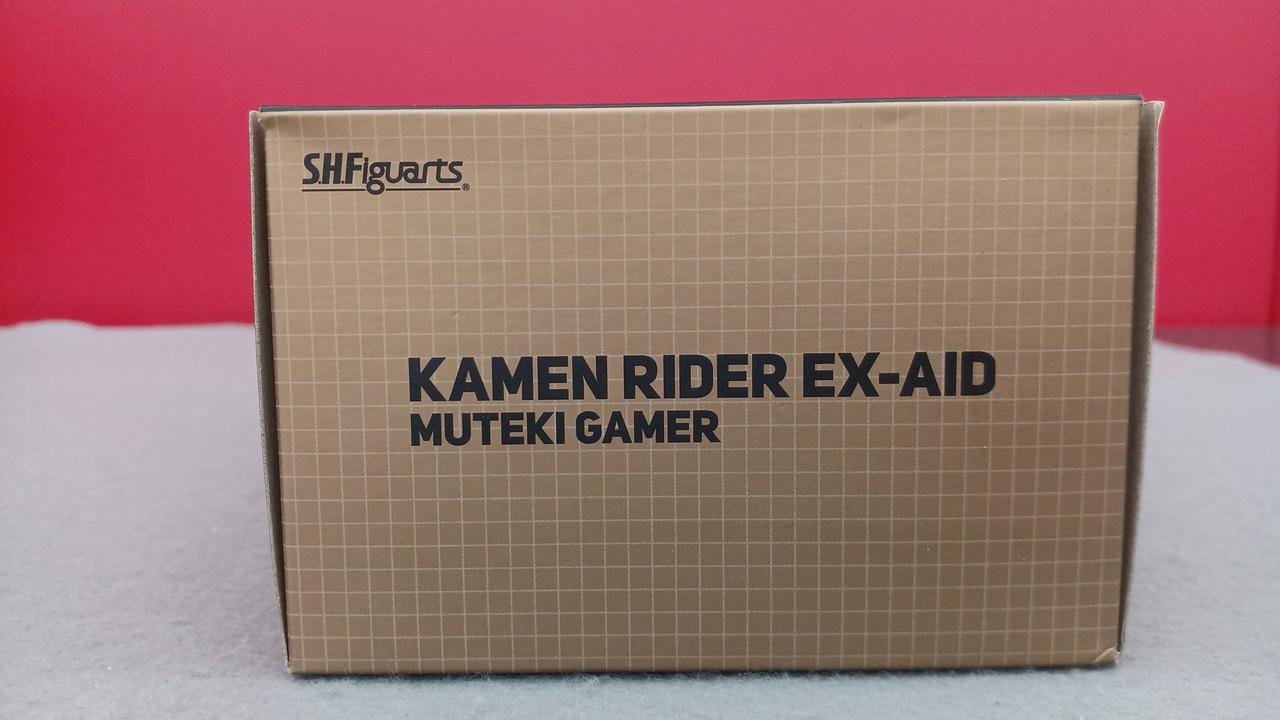 S.H.Figuarts®
KAMEN RIDER EX-AID
MUTEKI GAMER